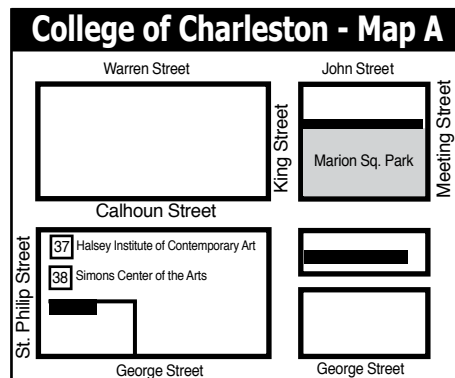 College of Charleston - Map A
Warren Street
John Street
King Street
Meeting Street
Marion Sq. Park
Calhoun Street
St. Philip Street
37 Halsey Institute of Contemporary Art
38 Simons Center of the Arts
George Street
George Street